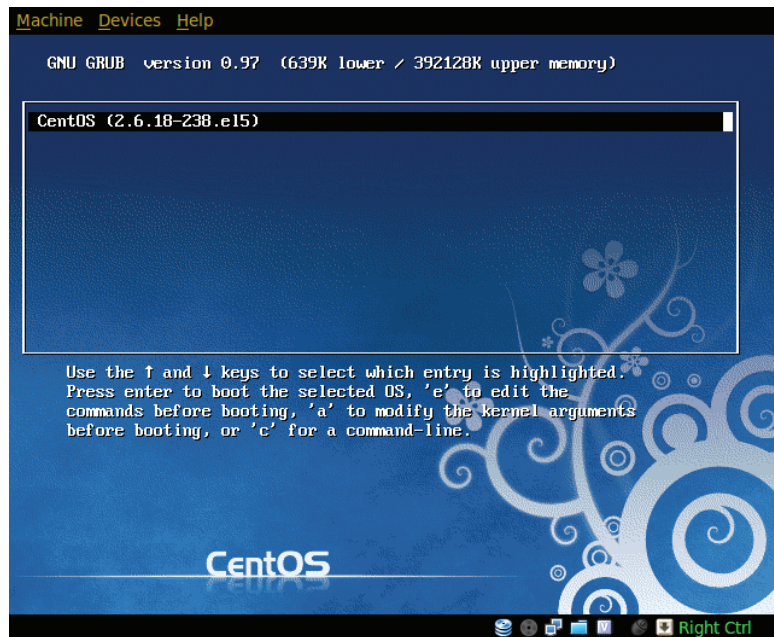 Machine Devices Help
GNU GRUB version 0.97 (639K lower / 392128K upper memory)
CentOS (2.6.18-238.el5)
Use the ↑ and ↓ keys to select which entry is highlighted.
Press enter to boot the selected OS, 'e' to edit the
commands before booting, 'a' to modify the kernel arguments
before booting, or 'c' for a command-line.
CentOS
V
Right Ctrl